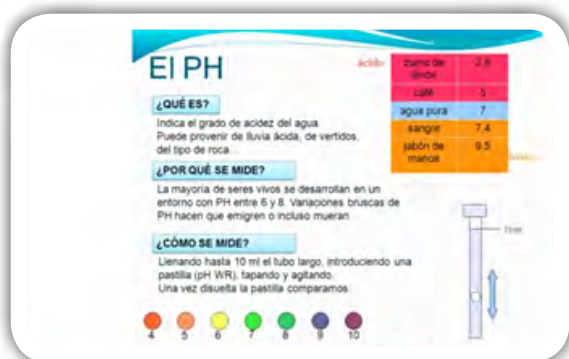 El PH
ácido
zumo de
limón
café 5
agua pura 7
sangre 7,4
jabón de
manos 9,5
¿QUÉ ES?
Indica el grado de acidez del agua.
Puede provenir de lluvia ácida, de vertidos,
del tipo de roca
¿POR QUÉ SE MIDE?
La mayoría de seres vivos se desarrollan en un
entorno con PH entre 6 y 8. Variaciones bruscas de
PH hacen que emigren o incluso mueran
¿CÓMO SE MIDE?
Llenando hasta 10 ml el tubo largo, introduciendo una
pastilla (pH WR), tapando y agitando.
Una vez disuelta la pastilla comparamos
4 5 6 7 8 9 10